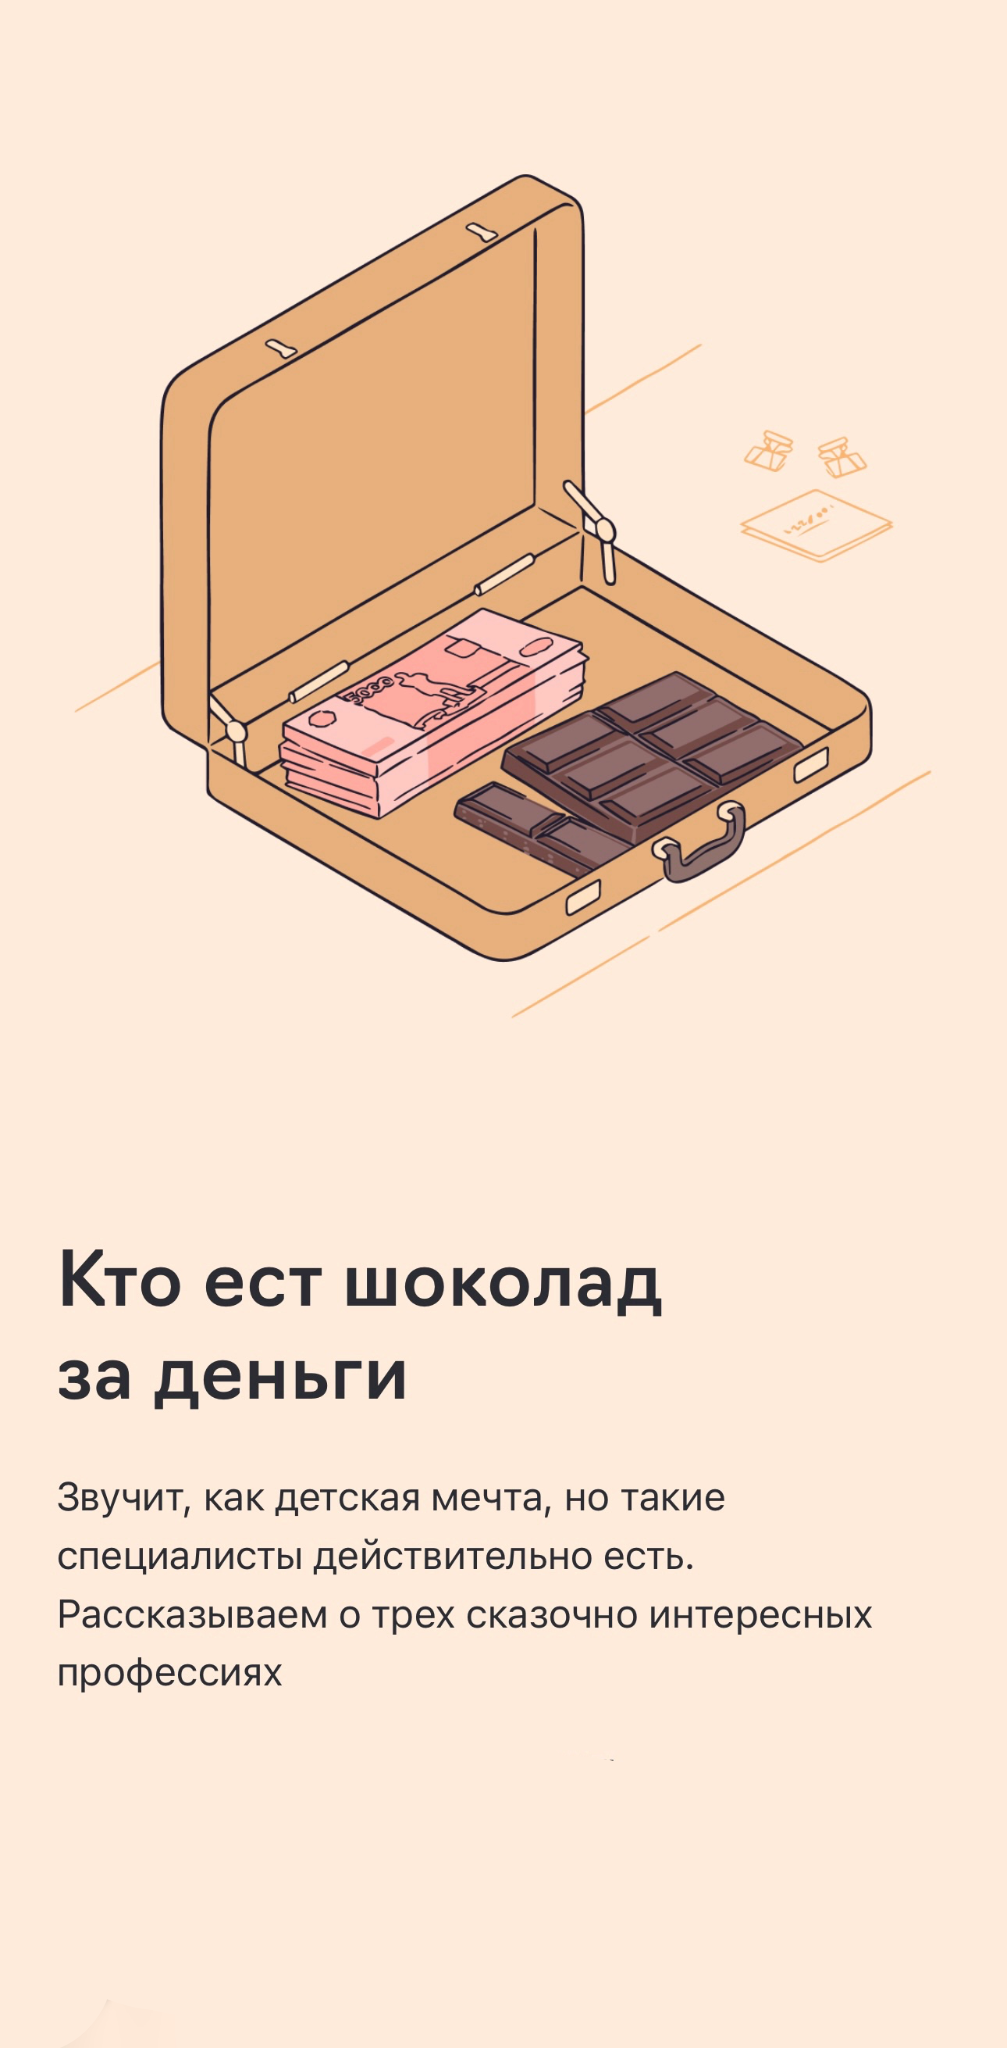 5000
Кто ест шоколад
за деньги
Звучит, как детская мечта, но такие
специалисты действительно есть.
Рассказываем о трех сказочно интересных
профессиях